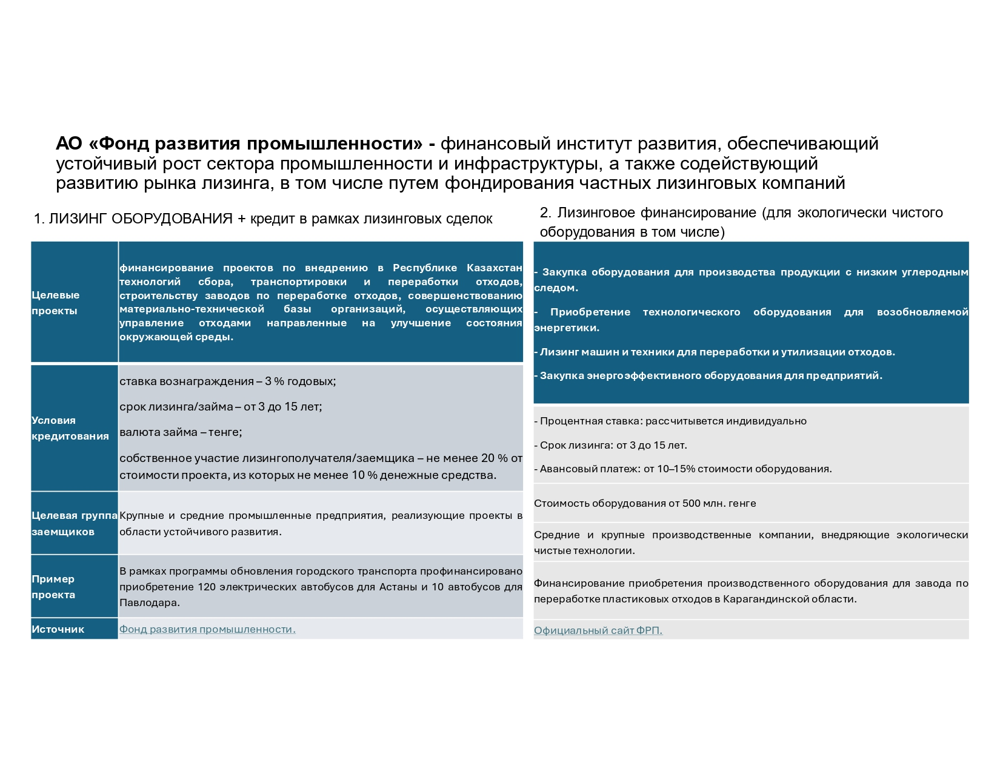 АО «Фонд развития промышленности» - финансовый институт развития, обеспечивающий
устойчивый рост сектора промышленности и инфраструктуры, а также содействующий
развитию рынка лизинга, в том числе путем фондирования частных лизинговых компаний
1. ЛИЗИНГ ОБОРУДОВАНИЯ + кредит в рамках лизинговых сделок
Целевые
проекты
финансирование проектов по внедрению в Республике Казахстан
технологий сбора, транспортировки и переработки отходов,
строительству заводов по переработке отходов, совершенствованию
материально-технической базы организаций, осуществляющих
управление отходами направленные на улучшение состояния
окружающей среды.
Условия
кредитования
ставка вознаграждения – 3 % годовых;
срок лизинга/займа – от 3 до 15 лет;
валюта займа – тенге;
собственное участие лизингополучателя/заемщика – не менее 20 % от
стоимости проекта, из которых не менее 10 % денежные средства.
Целевая группа
заемщиков
Крупные и средние промышленные предприятия, реализующие проекты в
области устойчивого развития.
Пример
проекта
В рамках программы обновления городского транспорта профинансировано
приобретение 120 электрических автобусов для Астаны и 10 автобусов для
Павлодара.
Источник
Фонд развития промышленности.
2. Лизинговое финансирование (для экологически чистого
оборудования в том числе)
- Закупка оборудования для производства продукции с низким углеродным
следом.
- Приобретение технологического оборудования для возобновляемой
энергетики.
- Лизинг машин и техники для переработки и утилизации отходов.
- Закупка энергоэффективного оборудования для предприятий.
- Процентная ставка: рассчитывется индивидуально
- Срок лизинга: от 3 до 15 лет.
- Авансовый платеж: от 10–15% стоимости оборудования.
Стоимость оборудования от 500 млн. генге
Средние и крупные производственные компании, внедряющие экологически
чистые технологии.
Финансирование приобретения производственного оборудования для завода по
переработке пластиковых отходов в Карагандинской области.
Официальный сайт ФРП.